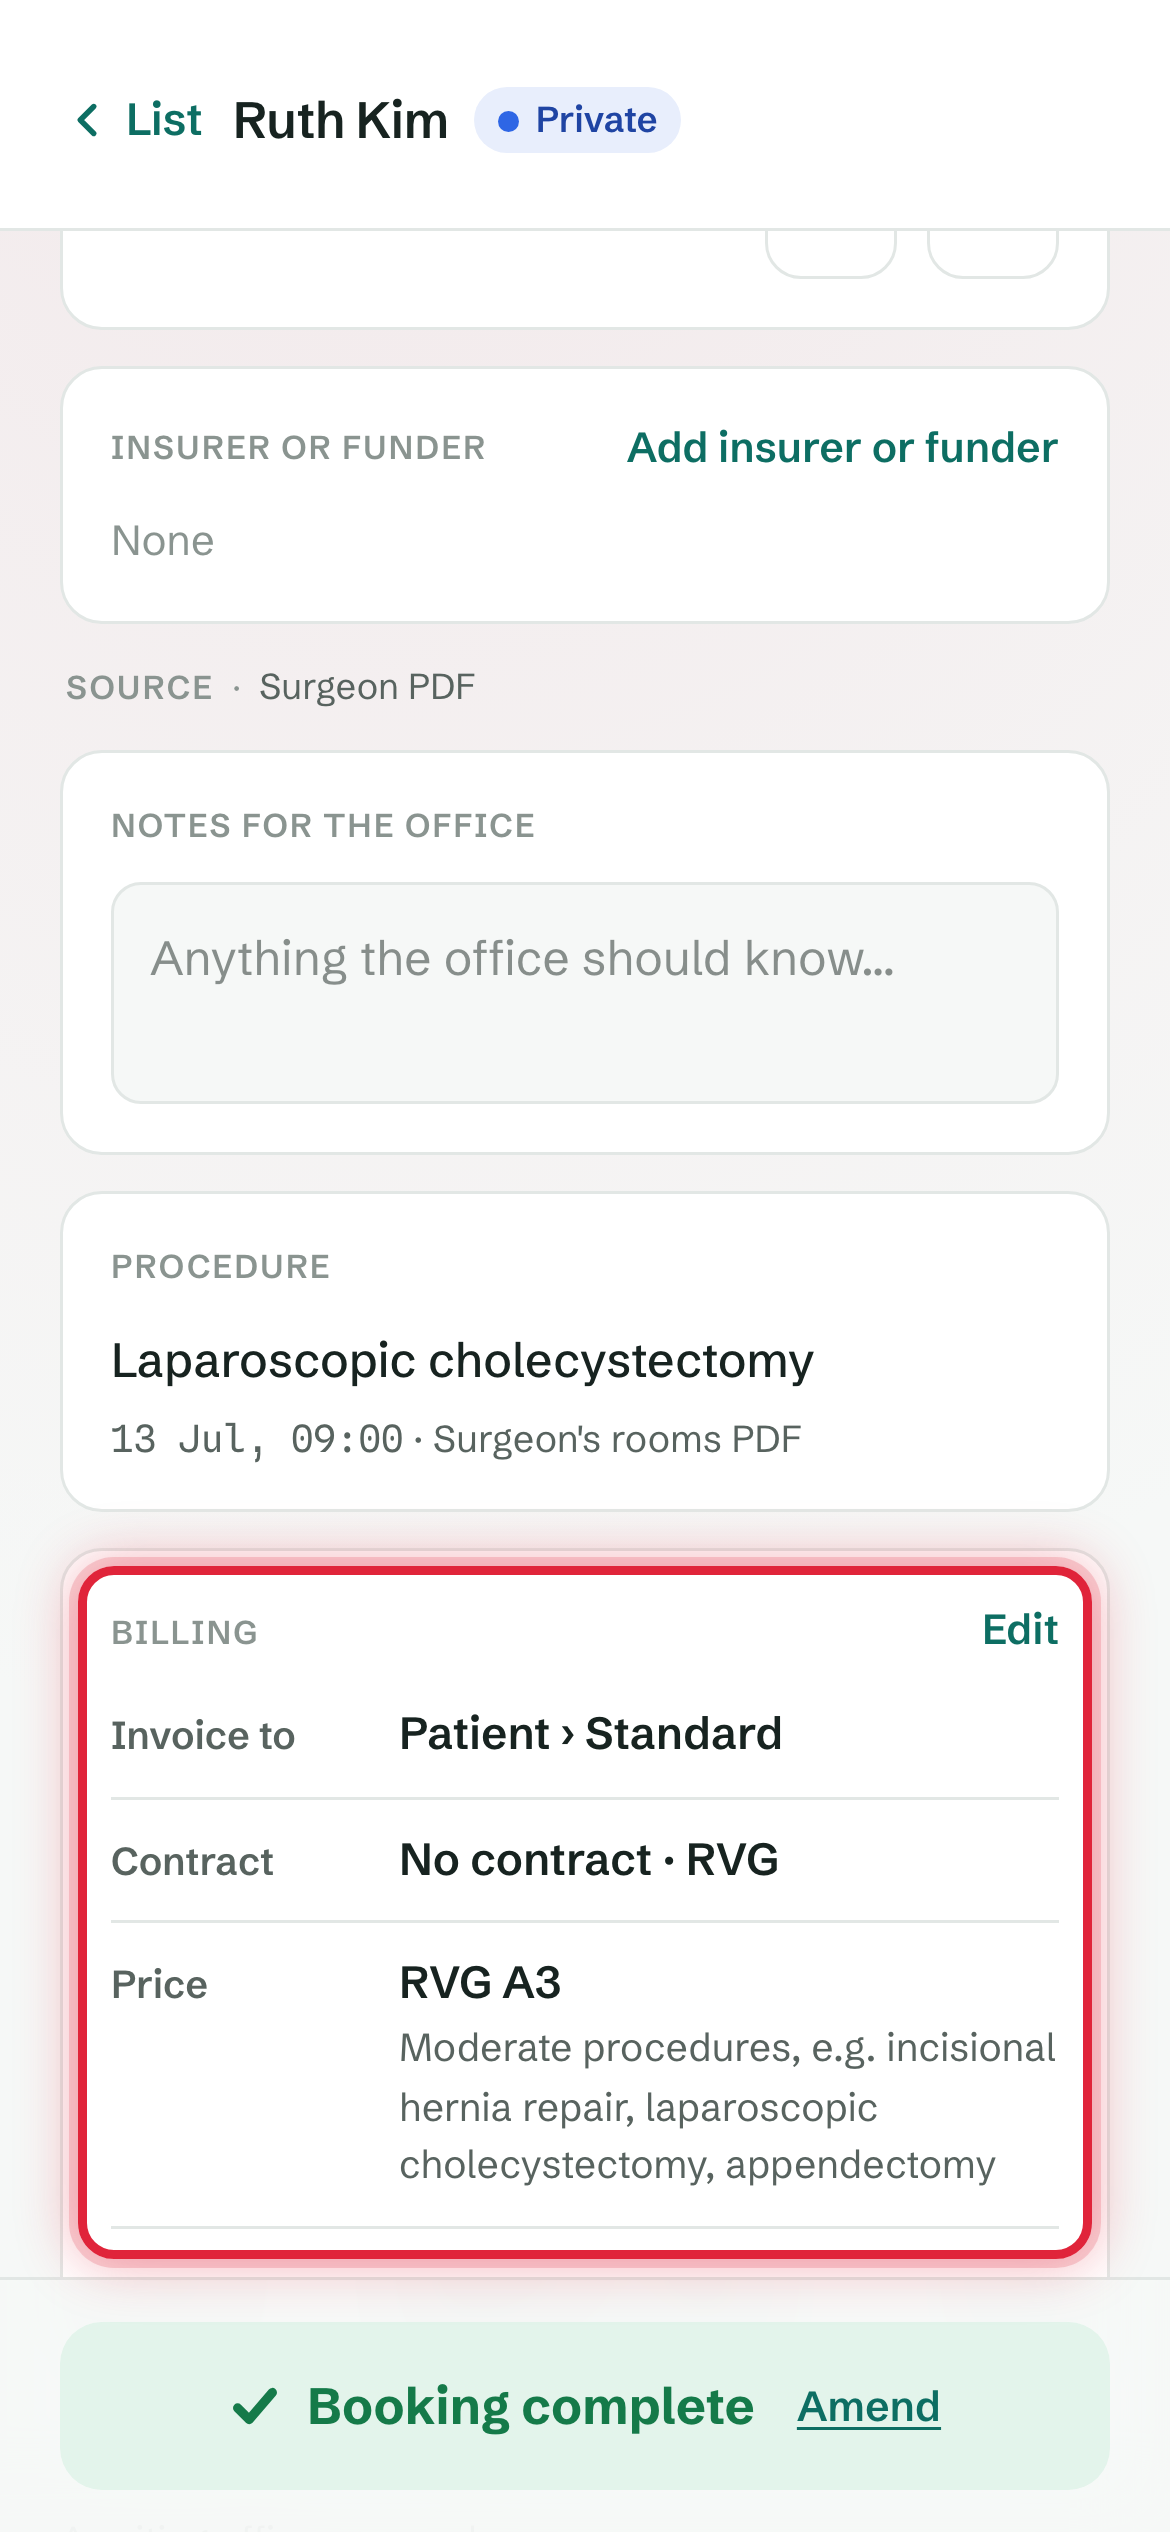 List Ruth Kim Private
INSURER OR FUNDER Add insurer or funder
None
SOURCE · Surgeon PDF
NOTES FOR THE OFFICE
Anything the office should know...
PROCEDURE
Laparoscopic cholecystectomy
13 Jul, 09:00 · Surgeon's rooms PDF
BILLING Edit
Invoice to Patient › Standard
Contract No contract · RVG
Price RVG A3
Moderate procedures, e.g. incisional
hernia repair, laparoscopic
cholecystectomy, appendectomy
Booking complete Amend